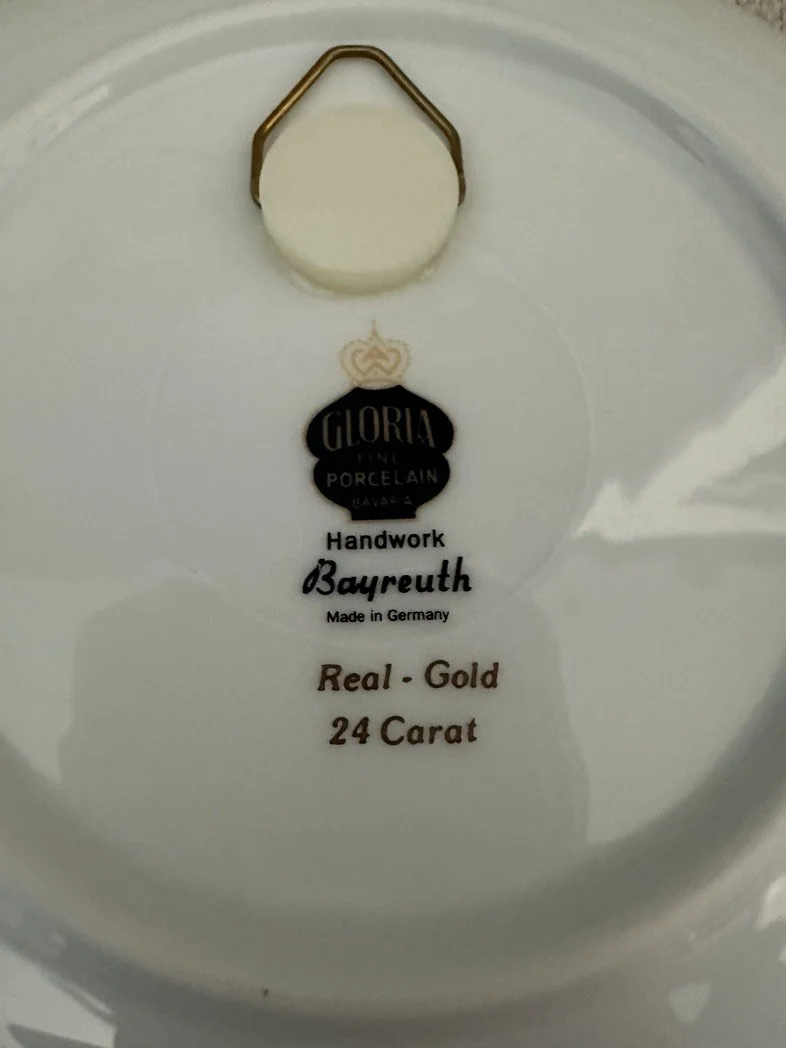 GLORIA
FINE
PORCELAIN
BAVARIA
Handwork
Bayreuth
Made in Germany
Real - Gold
24 Carat